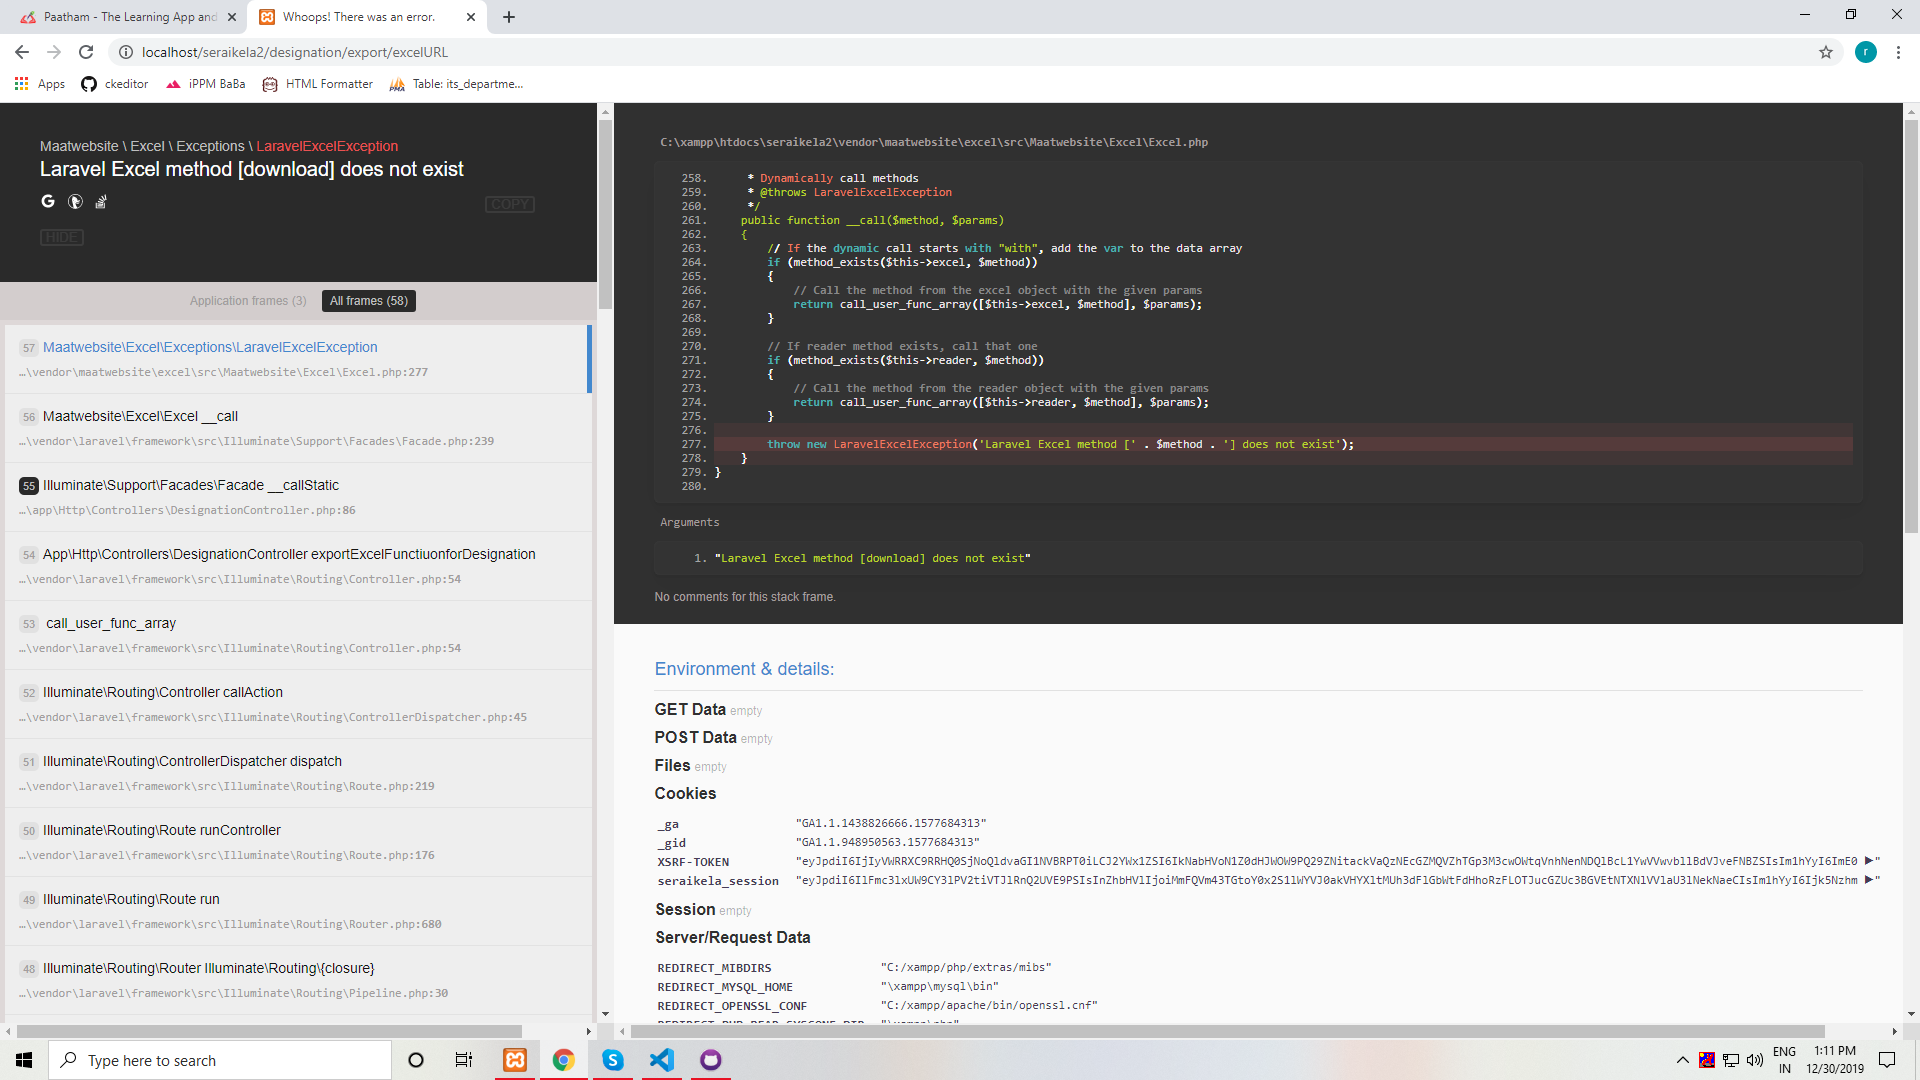 Paatham - The Learning App and
Whoops! There was an error.
localhost/seraikela2/designation/export/excelURL
r
Apps
ckeditor
iPPM BaBa
HTML Formatter
PMA
Table: its_departme...
Maatwebsite \ Excel \ Exceptions \ LaravelExcelException
Laravel Excel method [download] does not exist
COPY
HIDE
Application frames (3)
All frames (58)
57 Maatwebsite\Excel\Exceptions\LaravelExcelException
…\vendor\maatwebsite\excel\src\Maatwebsite\Excel\Excel.php:277
56 Maatwebsite\Excel\Excel __call
…\vendor\laravel\framework\src\Illuminate\Support\Facades\Facade.php:239
55 Illuminate\Support\Facades\Facade __callStatic
…\app\Http\Controllers\DesignationController.php:86
54 App\Http\Controllers\DesignationController exportExcelFunctiuonforDesignation
…\vendor\laravel\framework\src\Illuminate\Routing\Controller.php:54
53 call_user_func_array
…\vendor\laravel\framework\src\Illuminate\Routing\Controller.php:54
52 Illuminate\Routing\Controller callAction
…\vendor\laravel\framework\src\Illuminate\Routing\ControllerDispatcher.php:45
51 Illuminate\Routing\ControllerDispatcher dispatch
…\vendor\laravel\framework\src\Illuminate\Routing\Route.php:219
50 Illuminate\Routing\Route runController
…\vendor\laravel\framework\src\Illuminate\Routing\Route.php:176
49 Illuminate\Routing\Route run
…\vendor\laravel\framework\src\Illuminate\Routing\Router.php:680
48 Illuminate\Routing\Router Illuminate\Routing\{closure}
…\vendor\laravel\framework\src\Illuminate\Routing\Pipeline.php:30
C:\xampp\htdocs\seraikela2\vendor\maatwebsite\excel\src\Maatwebsite\Excel\Excel.php
258. * Dynamically call methods
259. * @throws LaravelExcelException
260. */
261. public function __call($method, $params)
262. {
263. // If the dynamic call starts with "with", add the var to the data array
264. if (method_exists($this->excel, $method))
265. {
266. // Call the method from the excel object with the given params
267. return call_user_func_array([$this->excel, $method], $params);
268. }
269.
270. // If reader method exists, call that one
271. if (method_exists($this->reader, $method))
272. {
273. // Call the method from the reader object with the given params
274. return call_user_func_array([$this->reader, $method], $params);
275. }
276.
277. throw new LaravelExcelException('Laravel Excel method [' . $method . '] does not exist');
278. }
279. }
280.
Arguments
1. "Laravel Excel method [download] does not exist"
No comments for this stack frame.
Environment & details:
GET Data empty
POST Data empty
Files empty
Cookies
_ga "GA1.1.1438826666.1577684313"
_gid "GA1.1.948950563.1577684313"
XSRF-TOKEN
seraikela_session
Session empty
Server/Request Data
REDIRECT_MIBDIRS "C:/xampp/php/extras/mibs"
REDIRECT_MYSQL_HOME "\xampp\mysql\bin"
REDIRECT_OPENSSL_CONF "C:/xampp/apache/bin/openssl.cnf"
Type here to search
ENG
IN
1:11 PM
12/30/2019